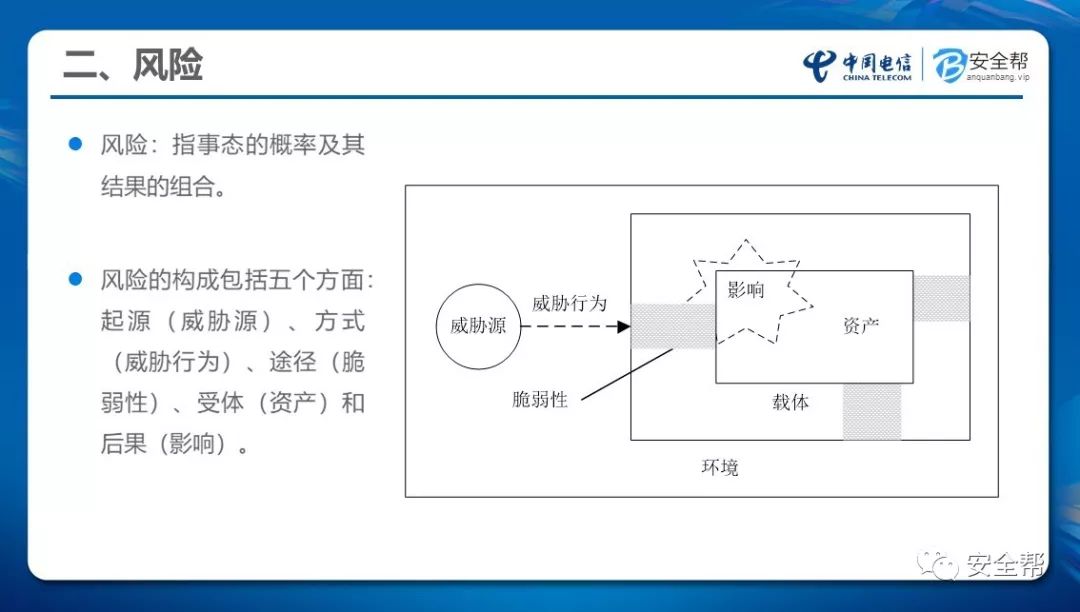 二、风险
中国电信
CHINA TELECOM
安全帮
anquanbang.vip
风险：指事态的概率及其
结果的组合。
风险的构成包括五个方面：
起源（威胁源）、方式
（威胁行为）、途径（脆
弱性）、受体（资产）和
后果（影响）。
威胁源
威胁行为
影响
资产
脆弱性
载体
环境
安全帮